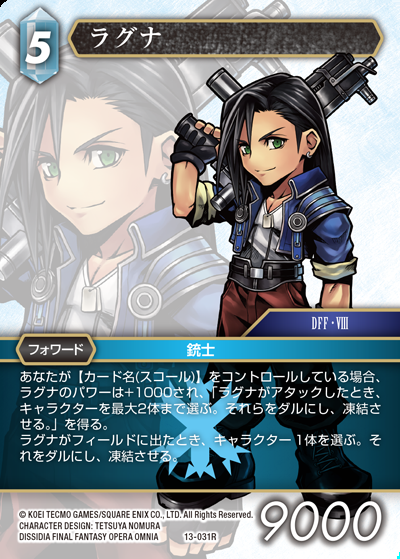 5
ラグナ
DFF・VIII
フォワード
銃士
あなたが【カード名(スコール)】をコントロールしている場合、
ラグナのパワーは+1000され、「ラグナがアタックしたとき、
キャラクターを最大2体まで選ぶ。それらをダルにし、凍結さ
せる。」を得る。
ラグナがフィールドに出たとき、キャラクター 1体を選ぶ。そ
れをダルにし、凍結させる。
© KOEI TECMO GAMES/SQUARE ENIX CO., LTD. All Rights Reserved.
CHARACTER DESIGN: TETSUYA NOMURA
DISSIDIA FINAL FANTASY OPERA OMNIA
13-031R
9000